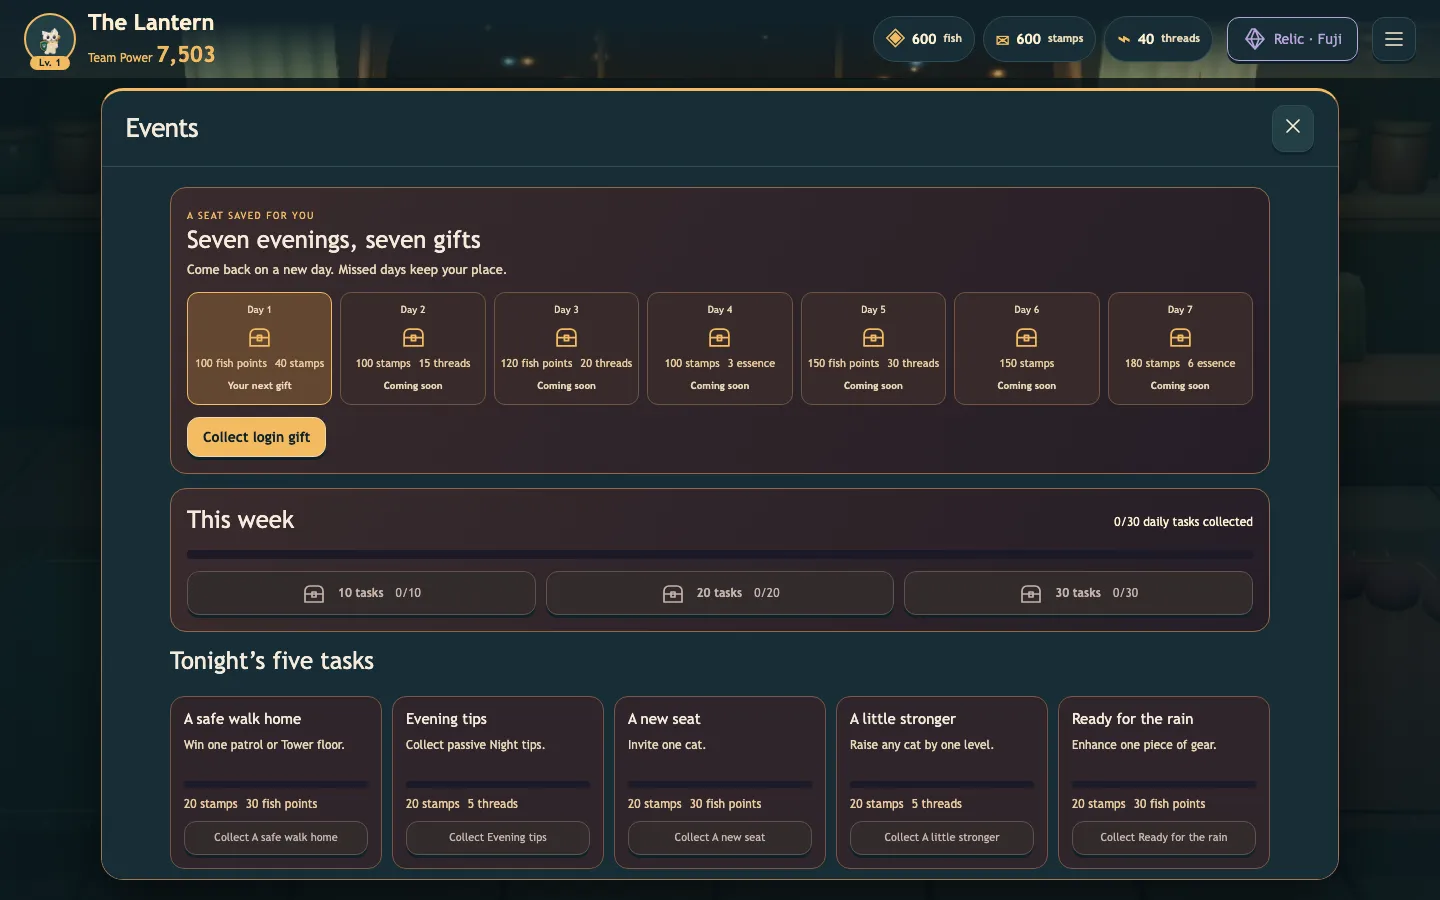 The Lantern
Team Power 7,503
Lv. 1
600 fish
600 stamps
40 threads
Relic · Fuji
Events
A SEAT SAVED FOR YOU
Seven evenings, seven gifts
Come back on a new day. Missed days keep your place.
Day 1
100 fish points 40 stamps
Your next gift
Day 2
100 stamps 15 threads
Coming soon
Day 3
120 fish points 20 threads
Coming soon
Day 4
100 stamps 3 essence
Coming soon
Day 5
150 fish points 30 threads
Coming soon
Day 6
150 stamps
Coming soon
Day 7
180 stamps 6 essence
Coming soon
Collect login gift
This week
0/30 daily tasks collected
10 tasks 0/10
20 tasks 0/20
30 tasks 0/30
Tonight's five tasks
A safe walk home
Win one patrol or Tower floor.
20 stamps 30 fish points
Collect A safe walk home
Evening tips
Collect passive Night tips.
20 stamps 5 threads
Collect Evening tips
A new seat
Invite one cat.
20 stamps 30 fish points
Collect A new seat
A little stronger
Raise any cat by one level.
20 stamps 5 threads
Collect A little stronger
Ready for the rain
Enhance one piece of gear.
20 stamps 30 fish points
Collect Ready for the rain